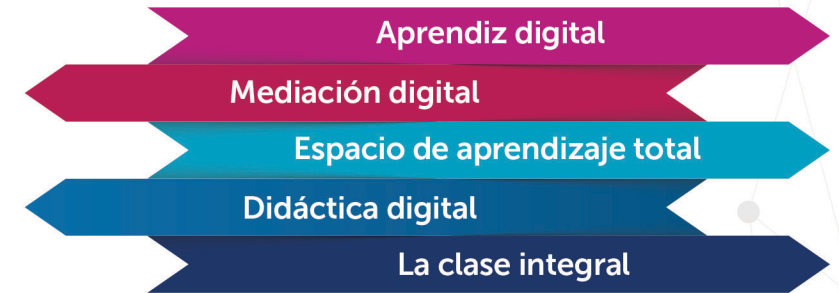 Aprendiz digital
Mediación digital
Espacio de aprendizaje total
Didáctica digital
La clase integral